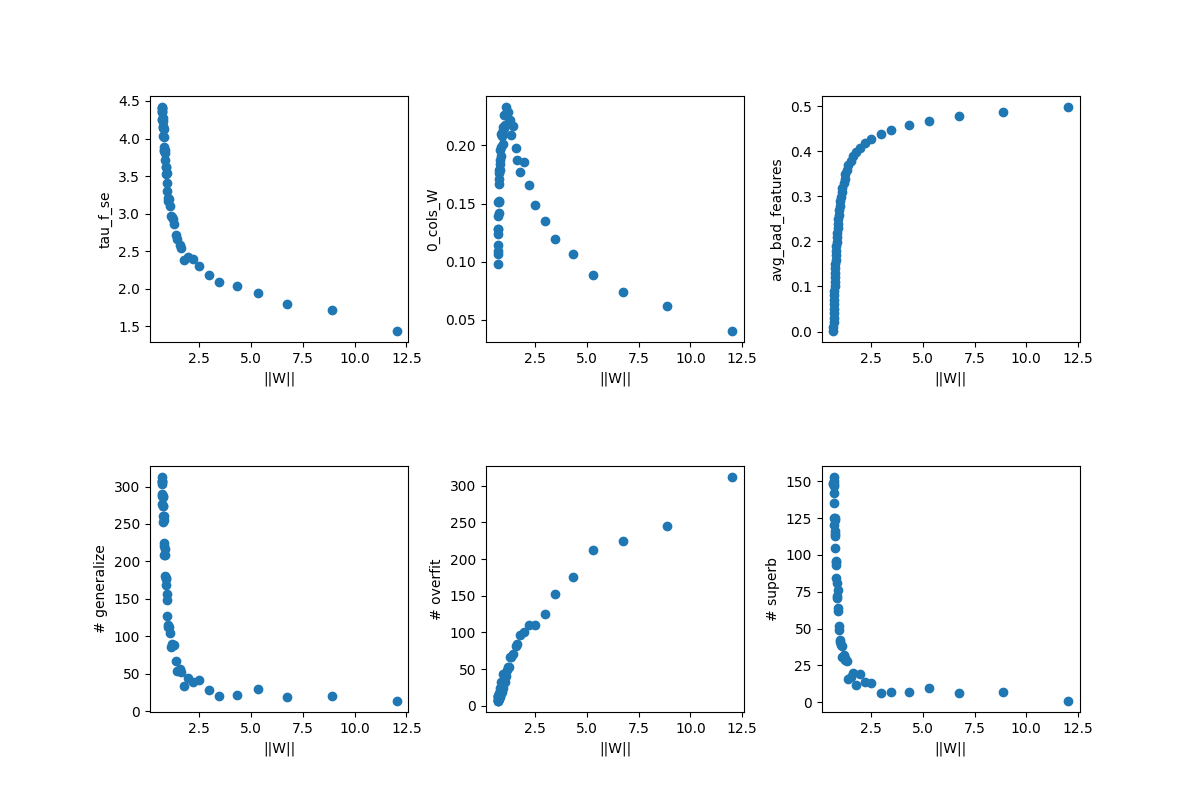 4.5
4.0
3.5
3.0
2.5
2.0
1.5
tau_f_se
2.5 5.0 7.5 10.0 12.5
||W||
0.20
0.15
0.10
0.05
0_cols_W
2.5 5.0 7.5 10.0 12.5
||W||
0.5
0.4
0.3
0.2
0.1
0.0
avg_bad_features
2.5 5.0 7.5 10.0 12.5
||W||
300
250
200
150
100
50
0
# generalize
2.5 5.0 7.5 10.0 12.5
||W||
300
250
200
150
100
50
0
# overfit
2.5 5.0 7.5 10.0 12.5
||W||
150
125
100
75
50
25
0
# superb
2.5 5.0 7.5 10.0 12.5
||W||